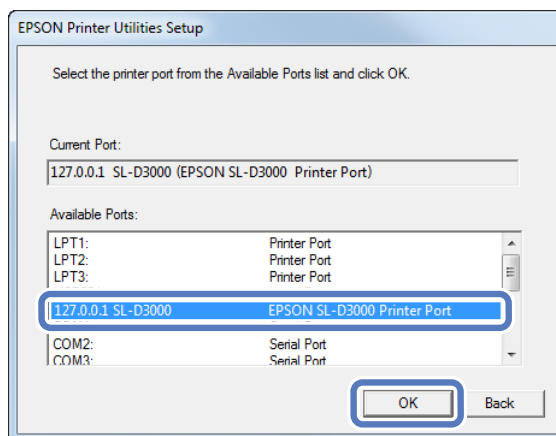 EPSON Printer Utilities Setup
Select the printer port from the Available Ports list and click OK.
Current Port:
127.0.0.1 SL-D3000 (EPSON SL-D3000 Printer Port)
Available Ports:
LPT1: Printer Port
LPT2: Printer Port
LPT3: Printer Port
127.0.0.1 SL-D3000 EPSON SL-D3000 Printer Port
COM2: Serial Port
COM3: Serial Port
OK Back